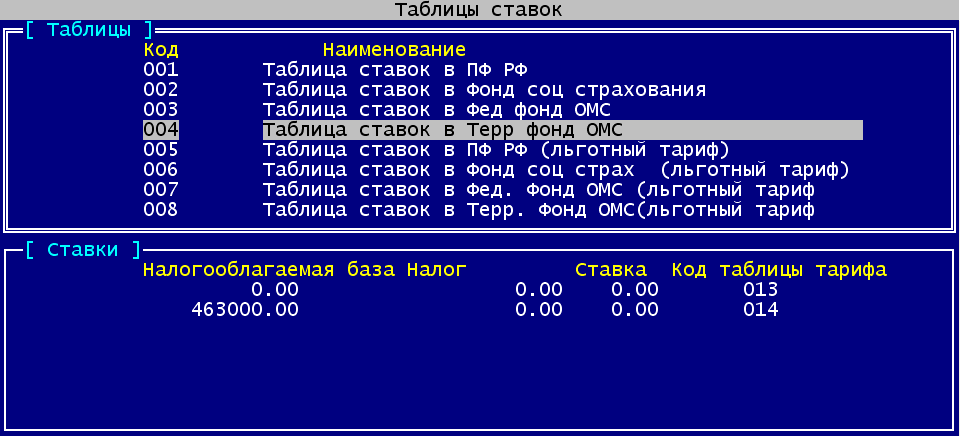 Таблицы ставок
[ Таблицы ]
Код Наименование
001 Таблица ставок в ПФ РФ
002 Таблица ставок в Фонд соц страхования
003 Таблица ставок в Фед фонд ОМС
004 Таблица ставок в Терр фонд ОМС
005 Таблица ставок в ПФ РФ (льготный тариф)
006 Таблица ставок в Фонд соц страх (льготный тариф)
007 Таблица ставок в Фед. Фонд ОМС (льготный тариф
008 Таблица ставок в Терр. Фонд ОМС(льготный тариф
[ Ставки ]
Налогооблагаемая база Налог Ставка Код таблицы тарифа
0.00 0.00 0.00 013
463000.00 0.00 0.00 014